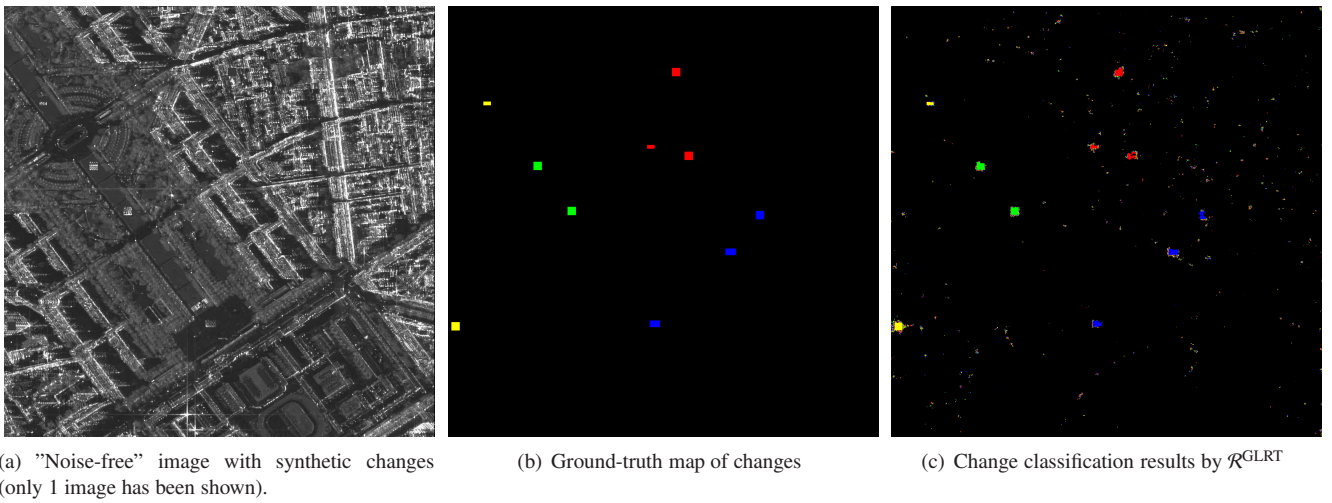 (a) "Noise-free" image with synthetic changes
(only 1 image has been shown).
(b) Ground-truth map of changes
(c) Change classification results by 𝓡^GLRT